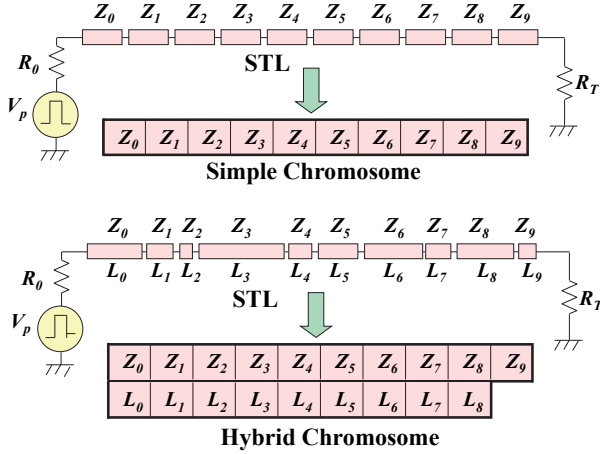 Z0 Z1 Z2 Z3 Z4 Z5 Z6 Z7 Z8 Z9
R0
STL
RT
Vp
Z0 Z1 Z2 Z3 Z4 Z5 Z6 Z7 Z8 Z9
Simple Chromosome
Z0 Z1 Z2 Z3 Z4 Z5 Z6 Z7 Z8 Z9
R0
L0 L1 L2 L3 L4 L5 L6 L7 L8 L9
STL
RT
Vp
Z0 Z1 Z2 Z3 Z4 Z5 Z6 Z7 Z8 Z9
L0 L1 L2 L3 L4 L5 L6 L7 L8
Hybrid Chromosome